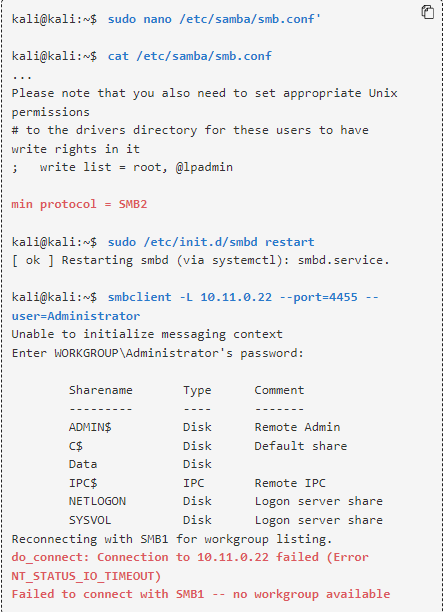 kali@kali:~$ sudo nano /etc/samba/smb.conf'
kali@kali:~$ cat /etc/samba/smb.conf
...
Please note that you also need to set appropriate Unix
permissions
# to the drivers directory for these users to have
write rights in it
;   write list = root, @lpadmin
min protocol = SMB2
kali@kali:~$ sudo /etc/init.d/smbd restart
[ ok ] Restarting smbd (via systemctl): smbd.service.
kali@kali:~$ smbclient -L 10.11.0.22 --port=4455 --
user=Administrator
Unable to initialize messaging context
Enter WORKGROUP\Administrator's password:
Sharename       Type      Comment
---------       ----      -------
ADMIN$          Disk      Remote Admin
C$              Disk      Default share
Data            Disk
IPC$            IPC       Remote IPC
NETLOGON        Disk      Logon server share
SYSVOL          Disk      Logon server share
Reconnecting with SMB1 for workgroup listing.
do_connect: Connection to 10.11.0.22 failed (Error
NT_STATUS_IO_TIMEOUT)
Failed to connect with SMB1 -- no workgroup available